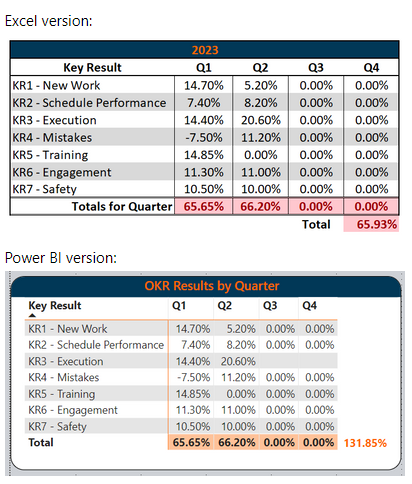 Excel version:
2023
Key Result Q1 Q2 Q3 Q4
KR1 - New Work 14.70% 5.20% 0.00% 0.00%
KR2 - Schedule Performance 7.40% 8.20% 0.00% 0.00%
KR3 - Execution 14.40% 20.60% 0.00% 0.00%
KR4 - Mistakes -7.50% 11.20% 0.00% 0.00%
KR5 - Training 14.85% 0.00% 0.00% 0.00%
KR6 - Engagement 11.30% 11.00% 0.00% 0.00%
KR7 - Safety 10.50% 10.00% 0.00% 0.00%
Totals for Quarter 65.65% 66.20% 0.00% 0.00%
Total 65.93%
Power BI version:
OKR Results by Quarter
Key Result Q1 Q2 Q3 Q4
KR1 - New Work 14.70% 5.20% 0.00% 0.00%
KR2 - Schedule Performance 7.40% 8.20% 0.00% 0.00%
KR3 - Execution 14.40% 20.60%
KR4 - Mistakes -7.50% 11.20% 0.00% 0.00%
KR5 - Training 14.85% 0.00% 0.00% 0.00%
KR6 - Engagement 11.30% 11.00% 0.00% 0.00%
KR7 - Safety 10.50% 10.00% 0.00% 0.00%
Total 65.65% 66.20% 0.00% 0.00% 131.85%